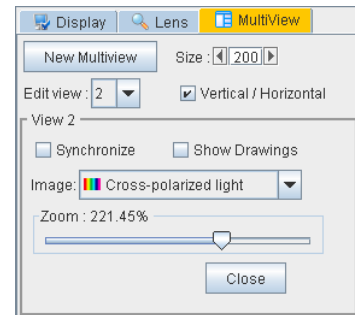 Display Lens MultiView
New Multiview Size : 200
Edit view : 2 Vertical / Horizontal
View 2
Synchronize Show Drawings
Image: Cross-polarized light
Zoom : 221.45%
Close